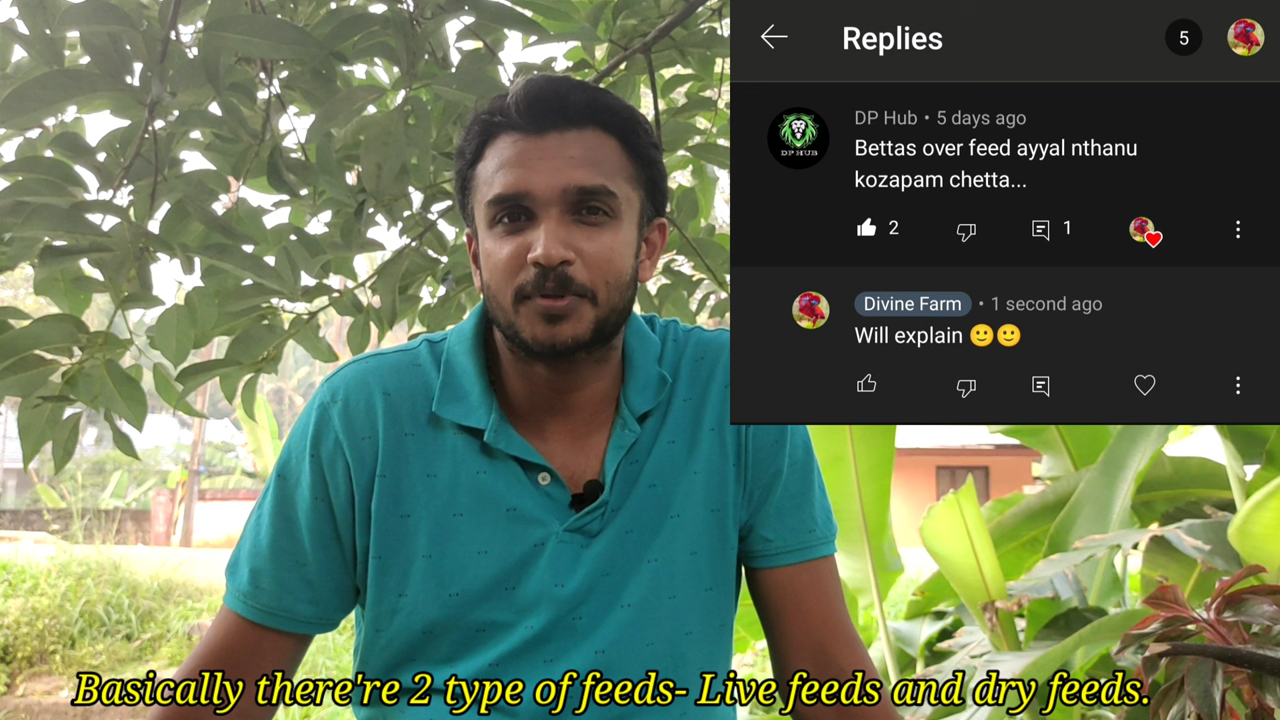 Replies
5
DP Hub • 5 days ago
Bettas over feed ayyal nthanu
kozapam chetta...
2
1
DP HUB
Divine Farm • 1 second ago
Will explain 🙂🙂
Basically there're 2 type of feeds- Live feeds and dry feeds.